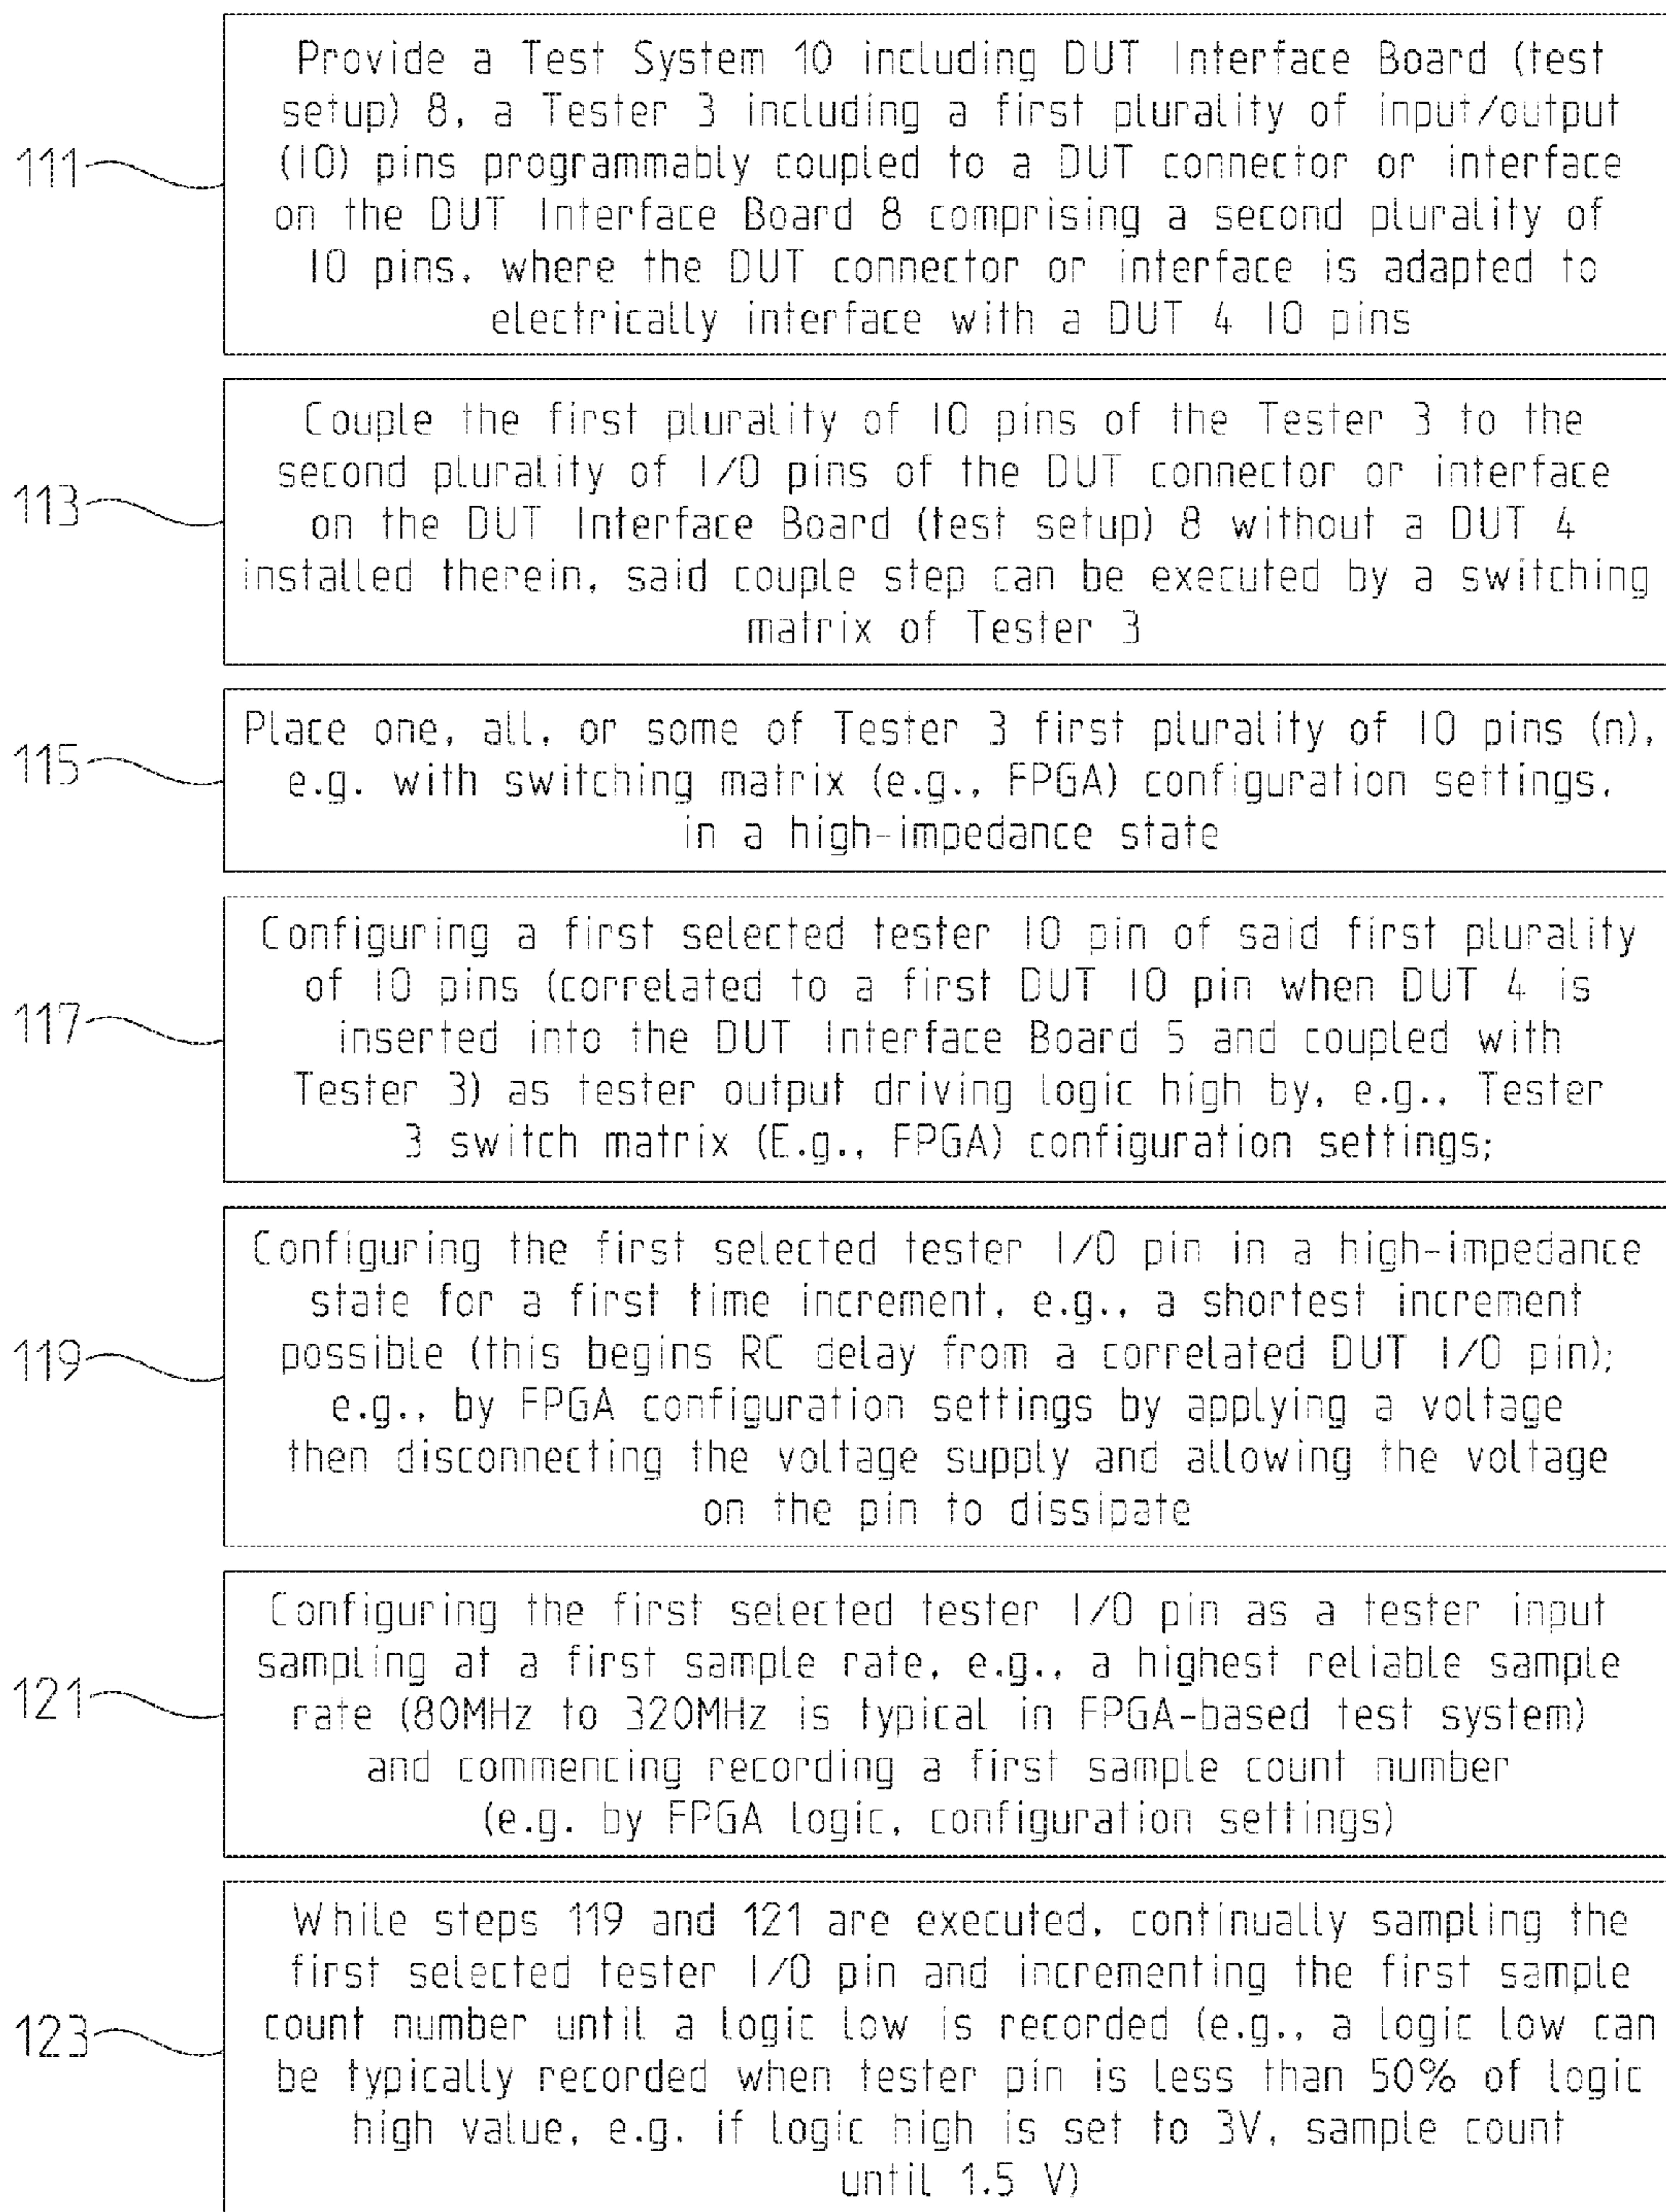 111
Provide a Test System 10 including DUT Interface Board (test
setup) 8, a Tester 3 including a first plurality of input/output
(IO) pins programmably coupled to a DUT connector or interface
on the DUT Interface Board 8 comprising a second plurality of
IO pins, where the DUT connector or interface is adapted to
electrically interface with a DUT 4 IO pins
113
Couple the first plurality of IO pins of the Tester 3 to the
second plurality of I/O pins of the DUT connector or interface
on the DUT Interface Board (test setup) 8 without a DUT 4
installed therein, said couple step can be executed by a switching
matrix of Tester 3
115
Place one, all, or some of Tester 3 first plurality of IO pins (n),
e.g. with switching matrix (e.g., FPGA) configuration settings,
in a high-impedance state
117
Configuring a first selected tester IO pin of said first plurality
of IO pins (correlated to a first DUT IO pin when DUT 4 is
inserted into the DUT Interface Board 5 and coupled with
Tester 3) as tester output driving logic high by, e.g., Tester
3 switch matrix (E.g., FPGA) configuration settings;
119
Configuring the first selected tester I/O pin in a high-impedance
state for a first time increment, e.g., a shortest increment
possible (this begins RC delay from a correlated DUT I/O pin);
e.g., by FPGA configuration settings by applying a voltage
then disconnecting the voltage supply and allowing the voltage
on the pin to dissipate
121
Configuring the first selected tester I/O pin as a tester input
sampling at a first sample rate, e.g., a highest reliable sample
rate (80MHz to 320MHz is typical in FPGA-based test system)
and commencing recording a first sample count number
(e.g. by FPGA logic, configuration settings)
123
While steps 119 and 121 are executed, continually sampling the
first selected tester I/O pin and incrementing the first sample
count number until a logic low is recorded (e.g., a logic low can
be typically recorded when tester pin is less than 50% of logic
high value, e.g. if logic high is set to 3V, sample count
until 1.5 V)